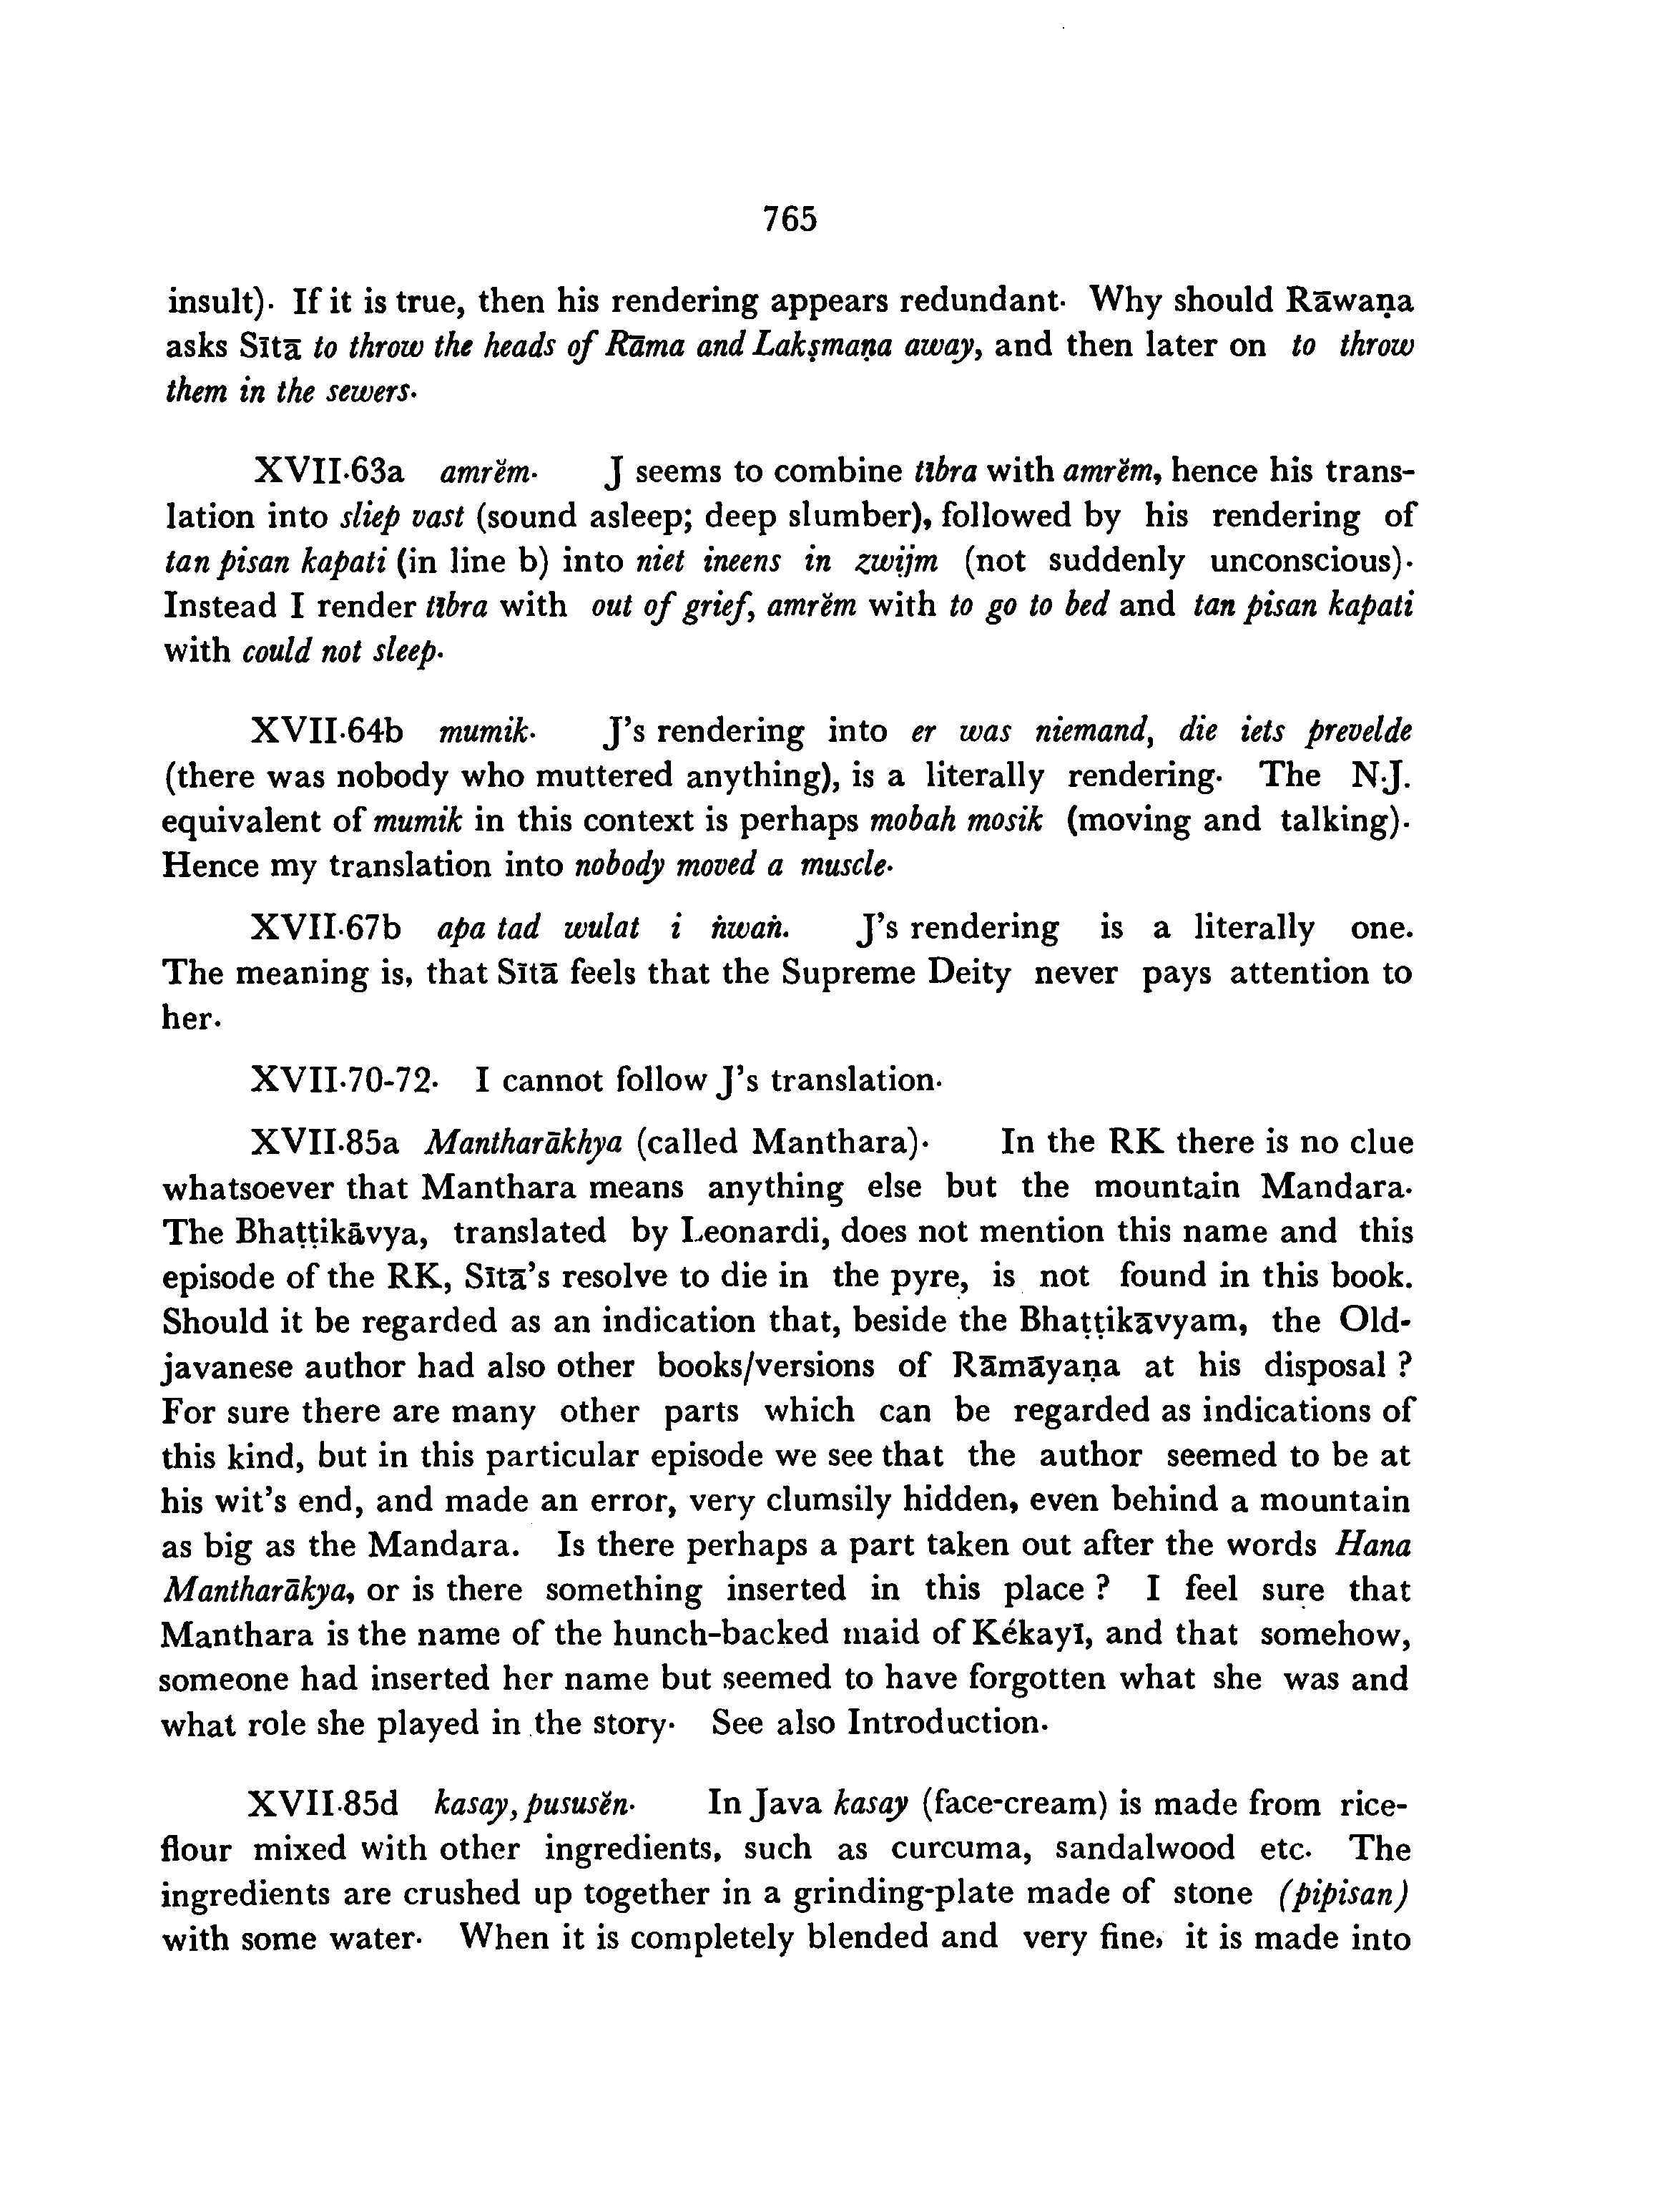 765
insult). If it is true, then his rendering appears redundant. Why should Rāwaṇa
asks Sītā to throw the heads of Rāma and Lakṣmaṇa away, and then later on to throw
them in the sewers.
XVII.63a amrĕm. J seems to combine tībra with amrĕm, hence his trans-
lation into sliep vast (sound asleep; deep slumber), followed by his rendering of
tan pisan kapati (in line b) into niet ineens in zwijm (not suddenly unconscious).
Instead I render tībra with out of grief, amrĕm with to go to bed and tan pisan kapati
with could not sleep.
XVII.64b mumik. J's rendering into er was niemand, die iets prevelde
(there was nobody who muttered anything), is a literally rendering. The N.J.
equivalent of mumik in this context is perhaps mobah mosik (moving and talking).
Hence my translation into nobody moved a muscle.
XVII.67b apa tad wulat i ṅwaṅ. J's rendering is a literally one.
The meaning is, that Sītā feels that the Supreme Deity never pays attention to
her.
XVII.70-72. I cannot follow J's translation.
XVII.85a Mantharākhya (called Manthara). In the RK there is no clue
whatsoever that Manthara means anything else but the mountain Mandara.
The Bhaṭṭikāvya, translated by Leonardi, does not mention this name and this
episode of the RK, Sītā's resolve to die in the pyre, is not found in this book.
Should it be regarded as an indication that, beside the Bhaṭṭikāvyam, the Old-
javanese author had also other books/versions of Rāmāyaṇa at his disposal ?
For sure there are many other parts which can be regarded as indications of
this kind, but in this particular episode we see that the author seemed to be at
his wit's end, and made an error, very clumsily hidden, even behind a mountain
as big as the Mandara. Is there perhaps a part taken out after the words Hana
Mantharākya, or is there something inserted in this place ? I feel sure that
Manthara is the name of the hunch-backed maid of Kékayī, and that somehow,
someone had inserted her name but seemed to have forgotten what she was and
what role she played in the story. See also Introduction.
XVII.85d kasay, pususĕn. In Java kasay (face-cream) is made from rice-
flour mixed with other ingredients, such as curcuma, sandalwood etc. The
ingredients are crushed up together in a grinding-plate made of stone (pipisan)
with some water. When it is completely blended and very fine, it is made into